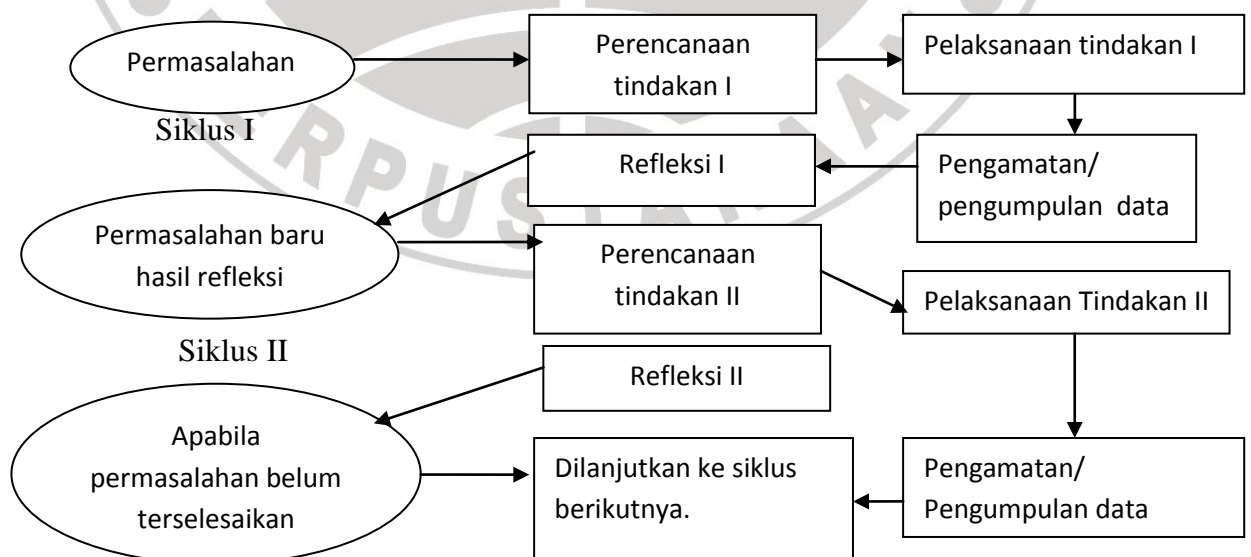 Permasalahan
Perencanaan
tindakan I
Pelaksanaan tindakan I
Siklus I
Refleksi I
Pengamatan/
pengumpulan data
Permasalahan baru
hasil refleksi
Perencanaan
tindakan II
Pelaksanaan Tindakan II
Siklus II
Refleksi II
Apabila
permasalahan belum
terselesaikan
Dilanjutkan ke siklus
berikutnya.
Pengamatan/
Pengumpulan data